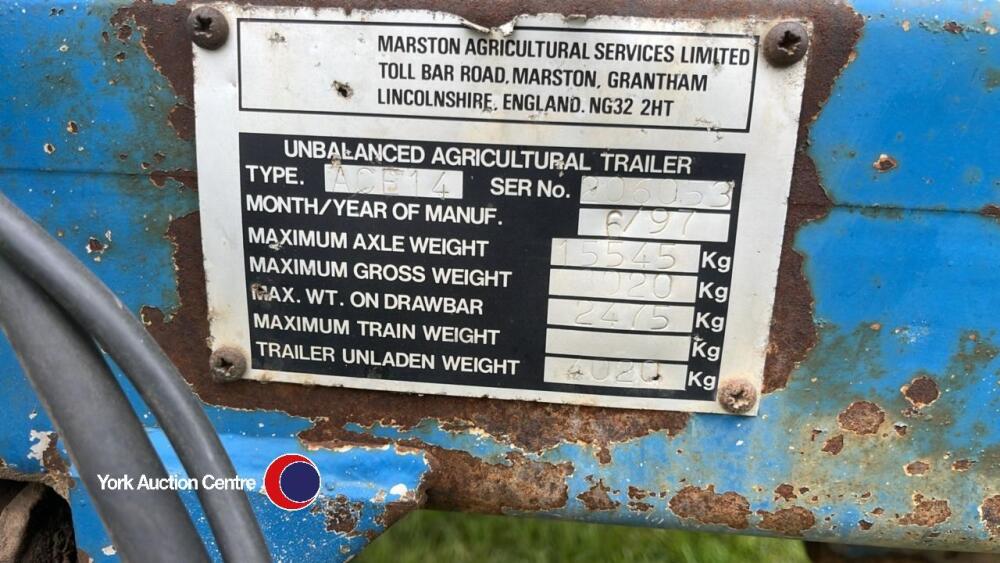 MARSTON AGRICULTURAL SERVICES LIMITED
TOLL BAR ROAD, MARSTON, GRANTHAM
LINCOLNSHIRE, ENGLAND. NG32 2HT
UNBALANCED AGRICULTURAL TRAILER
TYPE. ACE14 SER No.
MONTH/YEAR OF MANUF. 6/97
MAXIMUM AXLE WEIGHT 15545 Kg
MAXIMUM GROSS WEIGHT Kg
MAX. WT. ON DRAWBAR 2475 Kg
MAXIMUM TRAIN WEIGHT Kg
TRAILER UNLADEN WEIGHT 4020 Kg
York Auction Centre